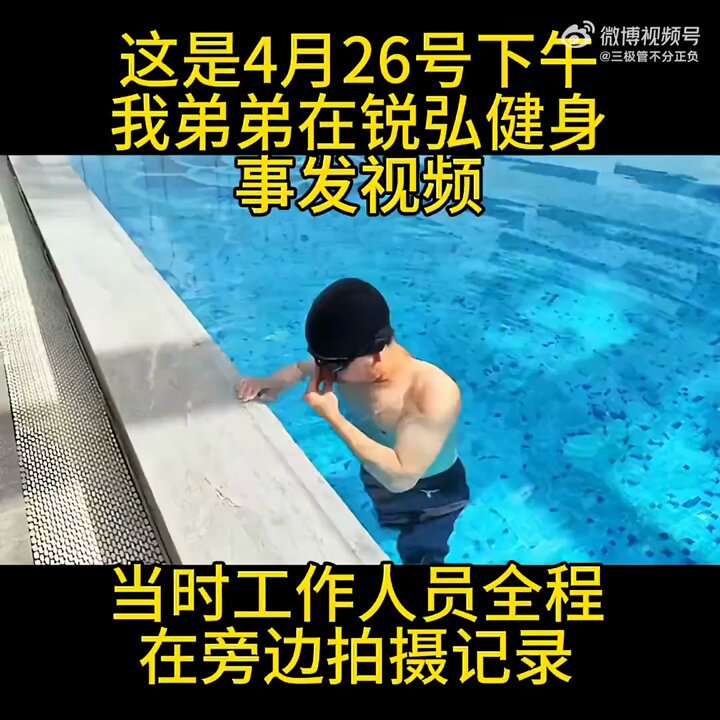 微博视频号
@三极管不分正负
这是4月26号下午
我弟弟在锐弘健身
事发视频
当时工作人员全程
在旁边拍摄记录